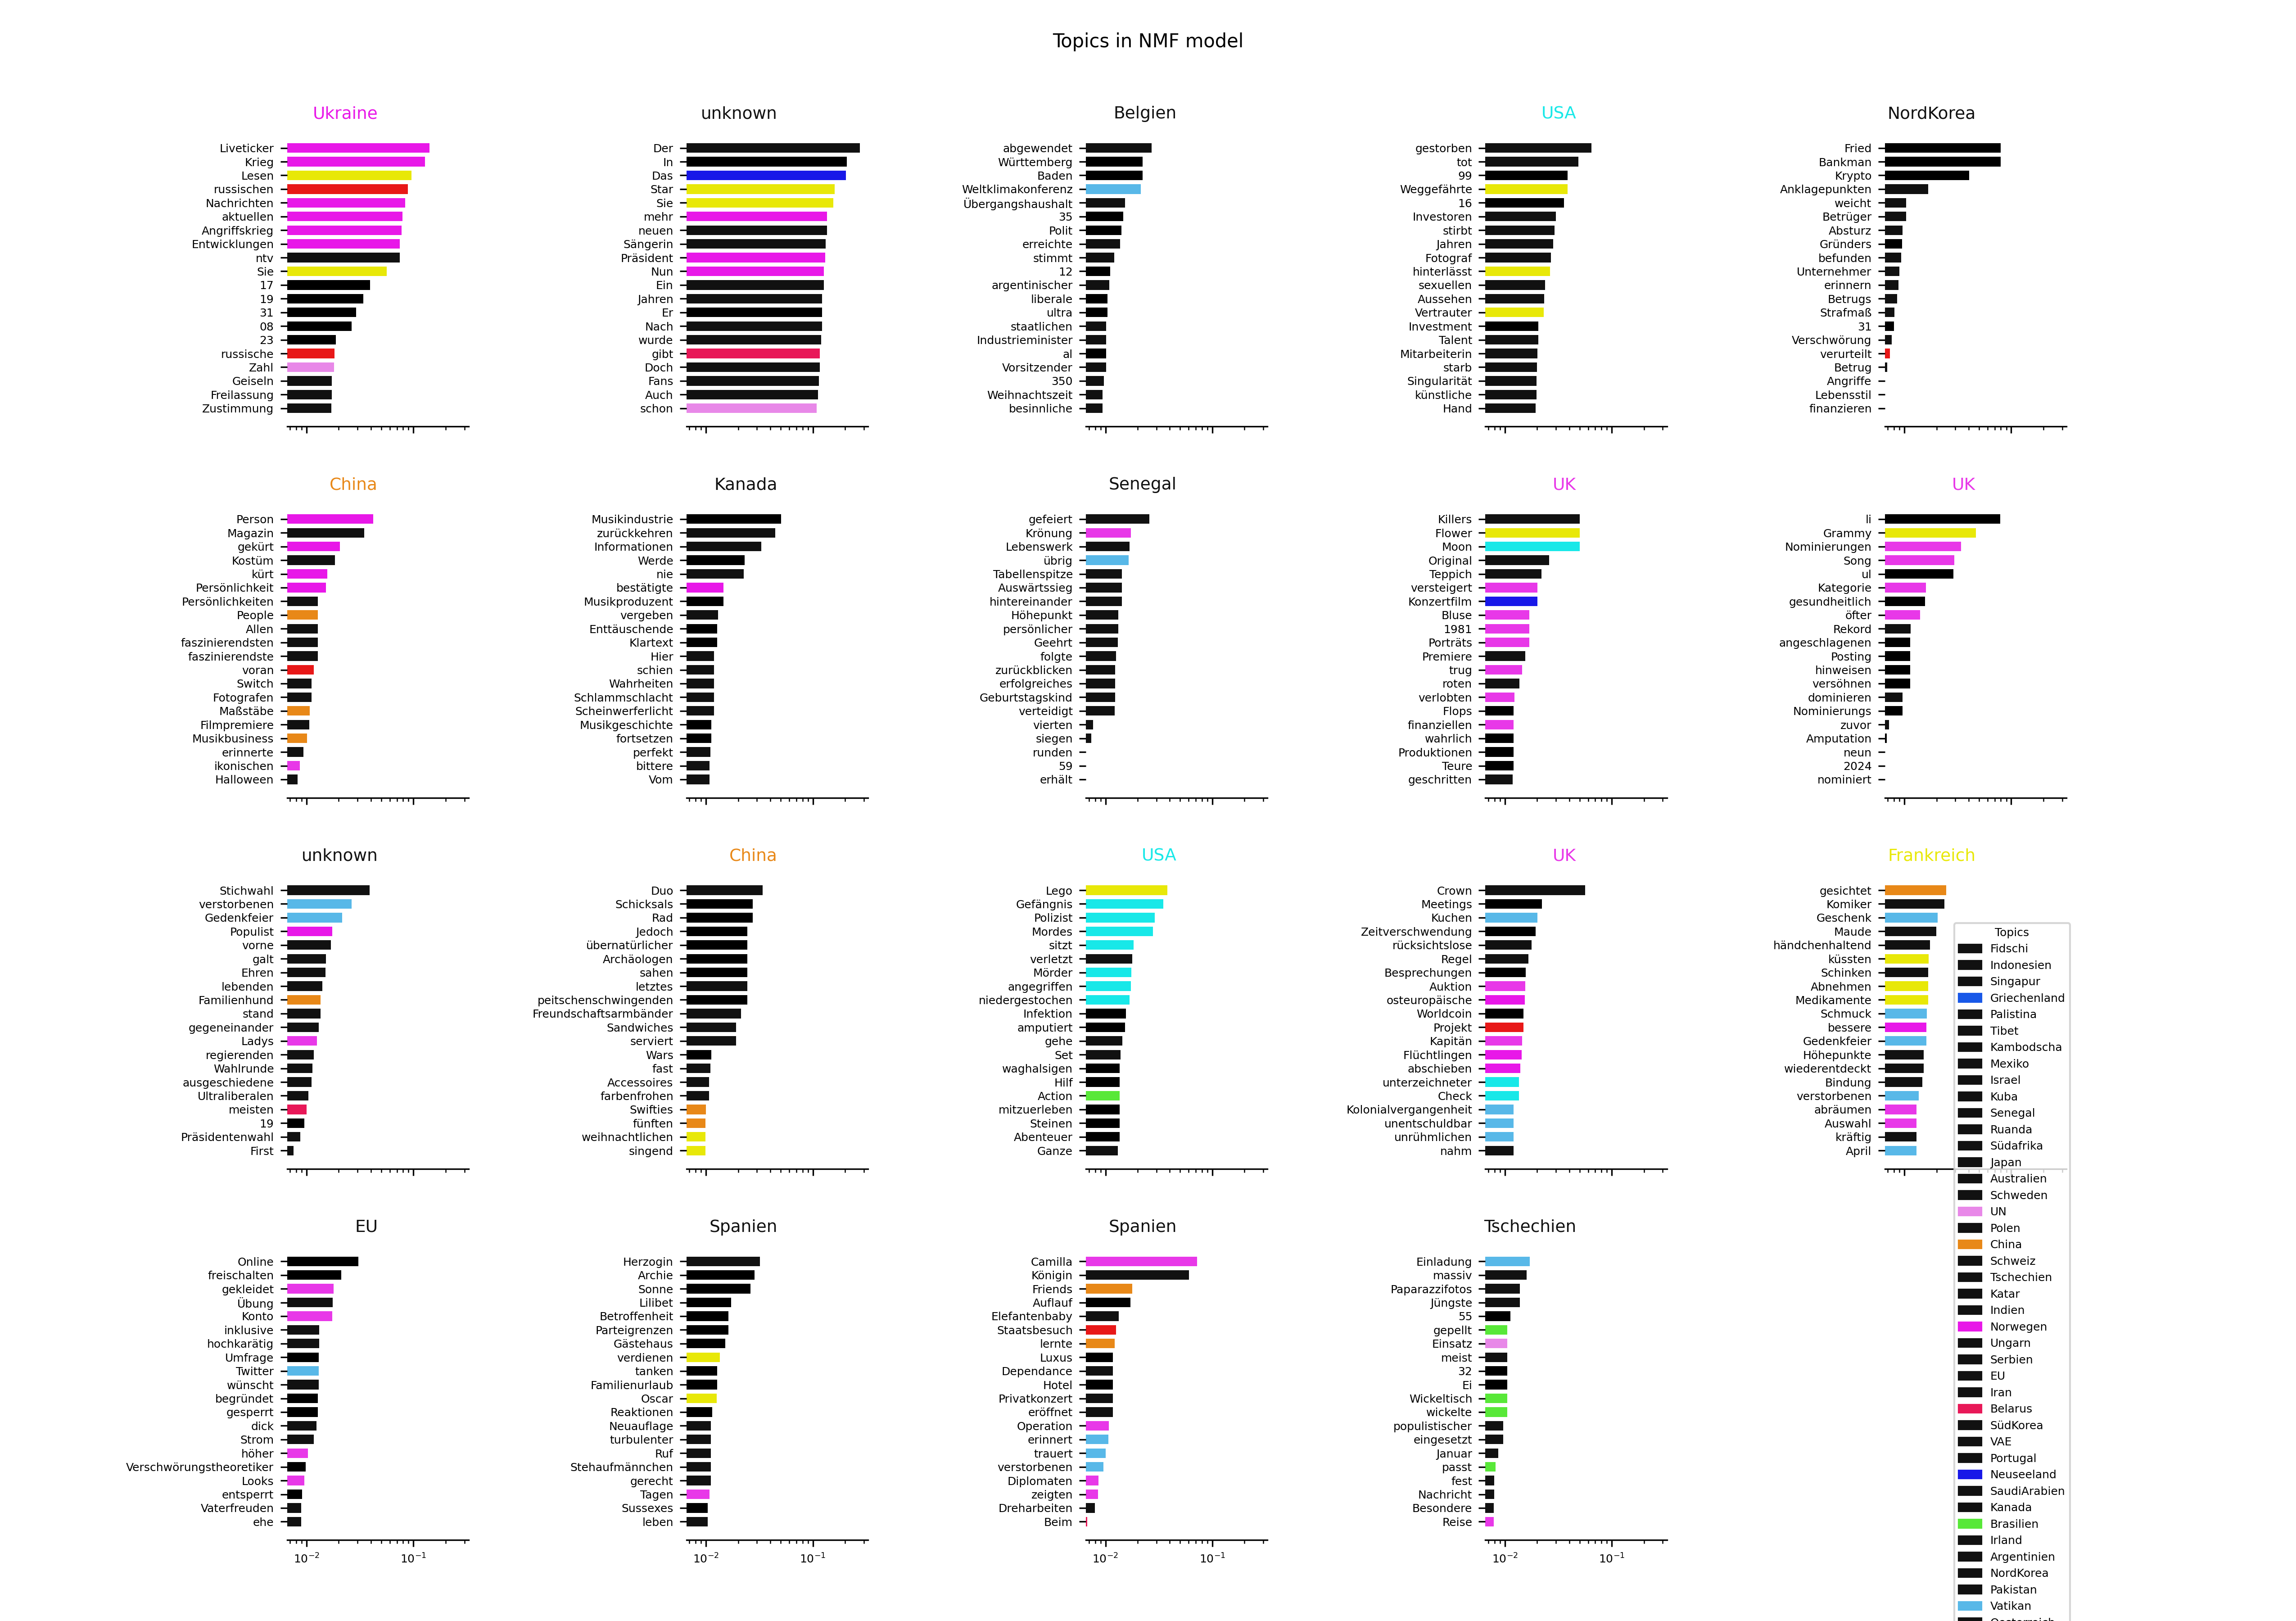 Topics in NMF model
Ukraine
Liveticker
Krieg
Lesen
russischen
Nachrichten
aktuellen
Angriffskrieg
Entwicklungen
ntv
Sie
17
19
31
08
23
russische
Zahl
Geiseln
Freilassung
Zustimmung
unknown
Der
In
Das
Star
Sie
mehr
neuen
Sängerin
Präsident
Nun
Ein
Jahren
Er
Nach
wurde
gibt
Doch
Fans
Auch
schon
Belgien
abgewendet
Württemberg
Baden
Weltklimakonferenz
Übergangshaushalt
35
Polit
erreichte
stimmt
12
argentinischer
liberale
ultra
staatlichen
Industrieminister
al
Vorsitzender
350
Weihnachtszeit
besinnliche
USA
gestorben
tot
99
Weggefährte
16
Investoren
stirbt
Jahren
Fotograf
hinterlässt
sexuellen
Aussehen
Vertrauter
Investment
Talent
Mitarbeiterin
starb
Singularität
künstliche
Hand
NordKorea
Fried
Bankman
Krypto
Anklagepunkten
weicht
Betrüger
Absturz
Gründers
befunden
Unternehmer
erinnern
Betrugs
Strafmaß
31
Verschwörung
verurteilt
Betrug
Angriffe
Lebensstil
finanzieren
China
Person
Magazin
gekürt
Kostüm
kürt
Persönlichkeit
Persönlichkeiten
People
Allen
faszinierendsten
faszinierendste
voran
Switch
Fotografen
Maßstäbe
Filmpremiere
Musikbusiness
erinnerte
ikonischen
Halloween
Kanada
Musikindustrie
zurückkehren
Informationen
Werde
nie
bestätigte
Musikproduzent
vergeben
Enttäuschende
Klartext
Hier
schien
Wahrheiten
Schlammschlacht
Scheinwerferlicht
Musikgeschichte
fortsetzen
perfekt
bittere
Vom
Senegal
gefeiert
Krönung
Lebenswerk
übrig
Tabellenspitze
Auswärtssieg
hintereinander
Höhepunkt
persönlicher
Geehrt
folgte
zurückblicken
erfolgreiches
Geburtstagskind
verteidigt
vierten
siegen
runden
59
erhält
UK
Killers
Flower
Moon
Original
Teppich
versteigert
Konzertfilm
Bluse
1981
Porträts
Premiere
trug
roten
verlobten
Flops
finanziellen
wahrlich
Produktionen
Teure
geschritten
UK
li
Grammy
Nominierungen
Song
ul
Kategorie
gesundheitlich
öfter
Rekord
angeschlagenen
Posting
hinweisen
versöhnen
dominieren
Nominierungs
zuvor
Amputation
neun
2024
nominiert
unknown
Stichwahl
verstorbenen
Gedenkfeier
Populist
vorne
galt
Ehren
lebenden
Familienhund
stand
gegeneinander
Ladys
regierenden
Wahlrunde
ausgeschiedene
Ultraliberalen
meisten
19
Präsidentenwahl
First
China
Duo
Schicksals
Rad
Jedoch
übernatürlicher
Archäologen
sahen
letztes
peitschenschwingenden
Freundschaftsarmbänder
Sandwiches
serviert
Wars
fast
Accessoires
farbenfrohen
Swifties
fünften
weihnachtlichen
singend
USA
Lego
Gefängnis
Polizist
Mordes
sitzt
verletzt
Mörder
angegriffen
niedergestochen
Infektion
amputiert
gehe
Set
waghalsigen
Hilf
Action
mitzuerleben
Steinen
Abenteuer
Ganze
UK
Crown
Meetings
Kuchen
Zeitverschwendung
rücksichtslose
Regel
Besprechungen
Auktion
osteuropäische
Worldcoin
Projekt
Kapitän
Flüchtlingen
abschieben
unterzeichneter
Check
Kolonialvergangenheit
unentschuldbar
unrühmlichen
nahm
Frankreich
gesichtet
Komiker
Geschenk
Maude
händchenhaltend
küssten
Schinken
Abnehmen
Medikamente
Schmuck
bessere
Gedenkfeier
Höhepunkte
wiederentdeckt
Bindung
verstorbenen
abräumen
Auswahl
kräftig
April
EU
Online
freischalten
gekleidet
Übung
Konto
inklusive
hochkarätig
Umfrage
Twitter
wünscht
begründet
gesperrt
dick
Strom
höher
Verschwörungstheoretiker
Looks
entsperrt
Vaterfreuden
ehe
10⁻² 10⁻¹
Spanien
Herzogin
Archie
Sonne
Lilibet
Betroffenheit
Parteigrenzen
Gästehaus
verdienen
tanken
Familienurlaub
Oscar
Reaktionen
Neuauflage
turbulenter
Ruf
Stehaufmännchen
gerecht
Tagen
Sussexes
leben
10⁻² 10⁻¹
Spanien
Camilla
Königin
Friends
Auflauf
Elefantenbaby
Staatsbesuch
lernte
Luxus
Dependance
Hotel
Privatkonzert
eröffnet
Operation
erinnert
trauert
verstorbenen
Diplomaten
zeigten
Dreharbeiten
Beim
10⁻² 10⁻¹
Tschechien
Einladung
massiv
Paparazzifotos
Jüngste
55
gepellt
Einsatz
meist
32
Ei
Wickeltisch
wickelte
populistischer
eingesetzt
Januar
passt
fest
Nachricht
Besondere
Reise
10⁻² 10⁻¹
Topics
Fidschi
Indonesien
Singapur
Griechenland
Palistina
Tibet
Kambodscha
Mexiko
Israel
Kuba
Senegal
Ruanda
Südafrika
Japan
Australien
Schweden
UN
Polen
China
Schweiz
Tschechien
Katar
Indien
Norwegen
Ungarn
Serbien
EU
Iran
Belarus
SüdKorea
VAE
Portugal
Neuseeland
SaudiArabien
Kanada
Brasilien
Irland
Argentinien
NordKorea
Pakistan
Vatikan